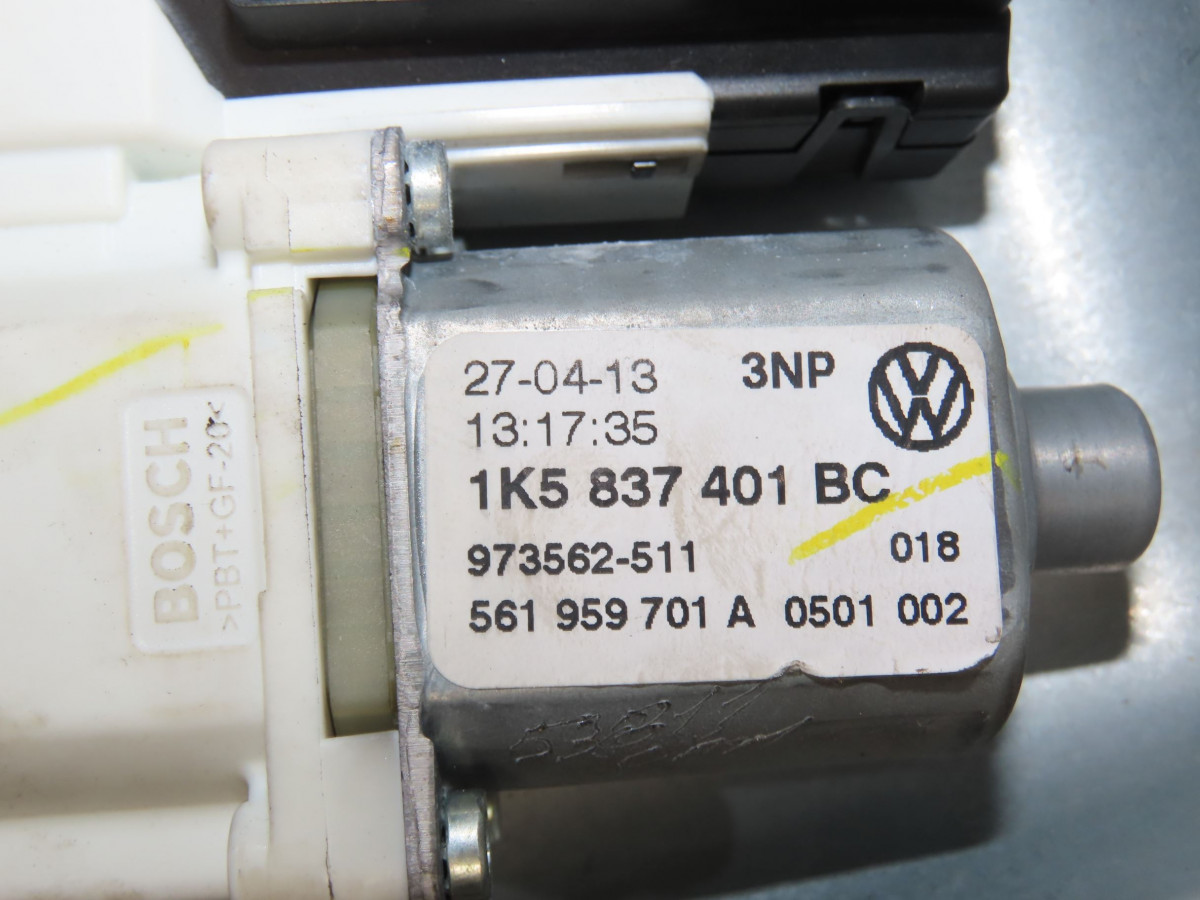 27-04-13 3NP
13:17:35
1K5 837 401 BC
973562-511 018
561 959 701 A 0501 002
BOSCH
>PBT+GF-20<